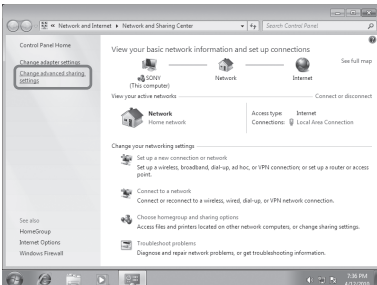 « Network and Internet ▸ Network and Sharing Center
Search Control Panel
Control Panel Home
Change adapter settings
Change advanced sharing settings
View your basic network information and set up connections
See full map
SONY
(This computer)
Network
Internet
View your active networks
Connect or disconnect
Network
Home network
Access type: Internet
Connections: Local Area Connection
Change your networking settings
Set up a new connection or network
Set up a wireless, broadband, dial-up, ad hoc, or VPN connection; or set up a router or access
point.
Connect to a network
Connect or reconnect to a wireless, wired, dial-up, or VPN network connection.
Choose homegroup and sharing options
Access files and printers located on other network computers, or change sharing settings.
Troubleshoot problems
Diagnose and repair network problems, or get troubleshooting information.
See also
HomeGroup
Internet Options
Windows Firewall
7:36 PM